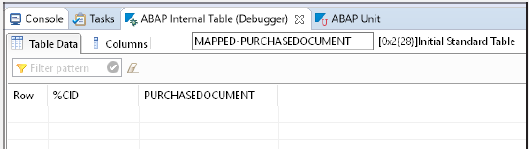 Console Tasks ABAP Internal Table (Debugger) ABAP Unit
Table Data Columns MAPPED-PURCHASEDOCUMENT [0x2(28)]Initial Standard Table
Filter pattern
Row %CID PURCHASEDOCUMENT